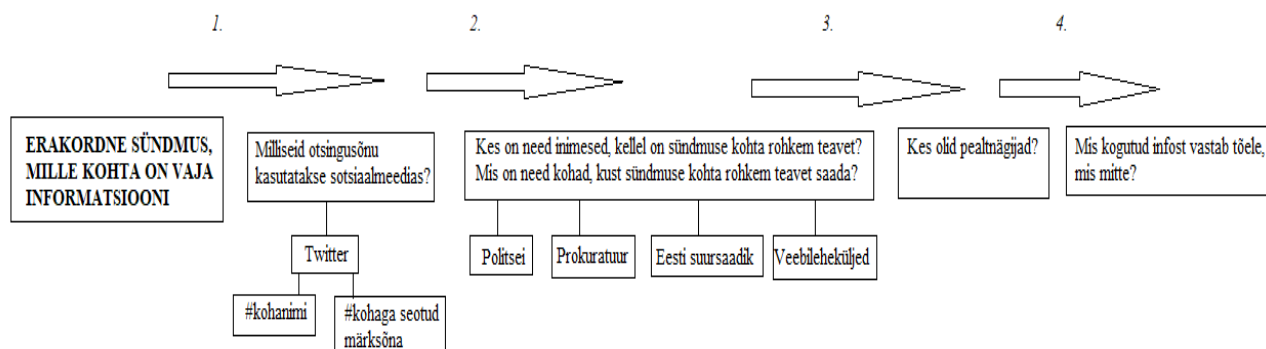 1.
2.
3.
4.
ERAKORDNE SÜNDMUS,
MILLE KOHTA ON VAJA
INFORMATSIOONI
Milliseid otsingusõnu
kasutatakse sotsiaalmeedias?
Kes on need inimesed, kellel on sündmuse kohta rohkem teavet?
Mis on need kohad, kust sündmuse kohta rohkem teavet saada?
Kes olid pealtnägijad?
Mis kogutud infost vastab tõele,
mis mitte?
Twitter
Politsei
Prokuratuur
Eesti suursaadik
Veebileheküljed
#kohanimi
#kohaga seotud
märksõna